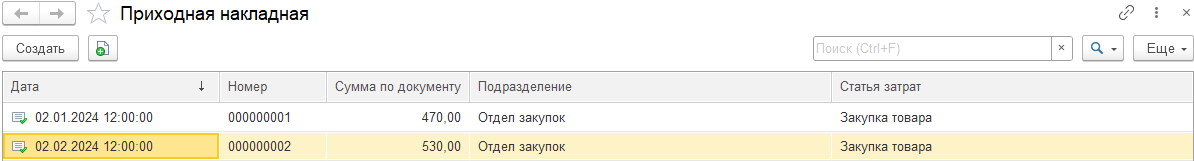 Приходная накладная
Создать Поиск (Ctrl+F) × Еще
Дата ↓ Номер Сумма по документу Подразделение Статья затрат
02.01.2024 12:00:00 000000001 470,00 Отдел закупок Закупка товара
02.02.2024 12:00:00 000000002 530,00 Отдел закупок Закупка товара